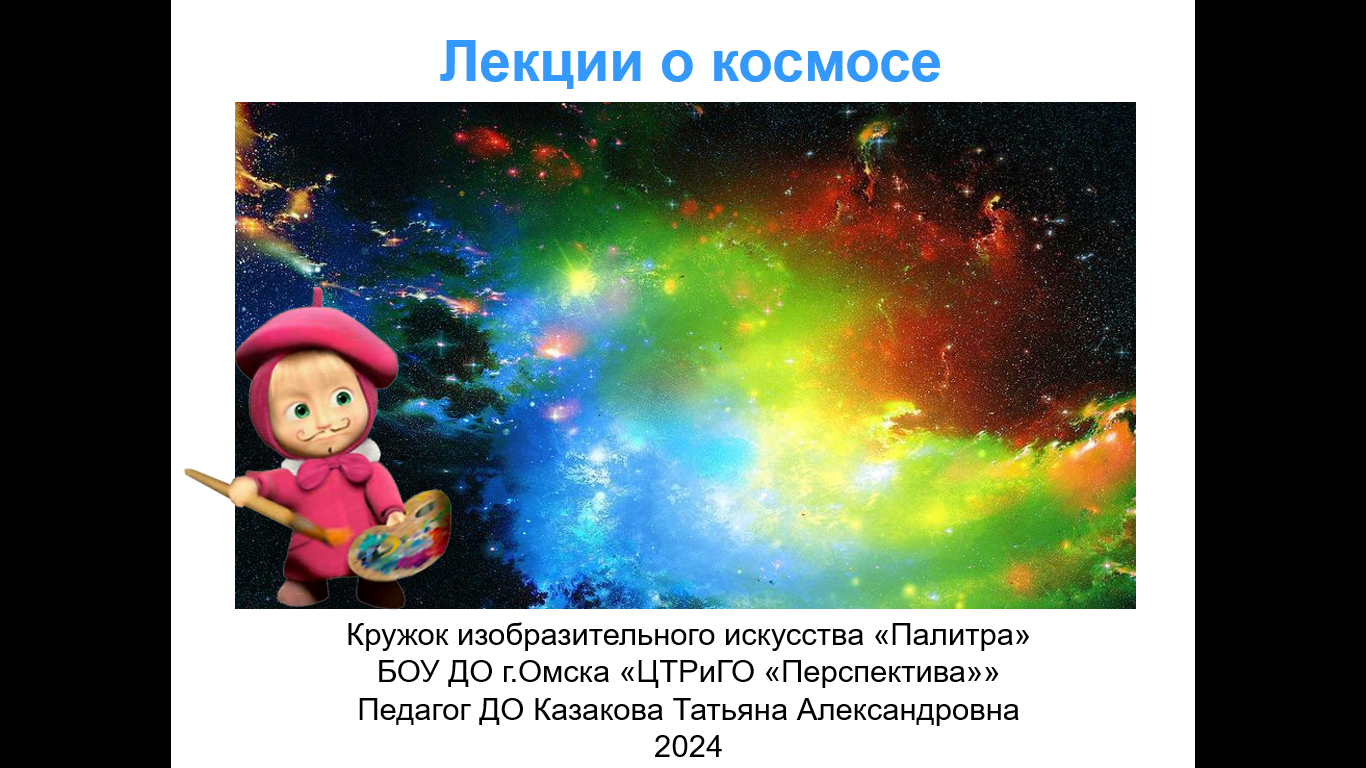 Лекции о космосе
Кружок изобразительного искусства «Палитра»
БОУ ДО г.Омска «ЦТРиГО «Перспектива»»
Педагог ДО Казакова Татьяна Александровна
2024